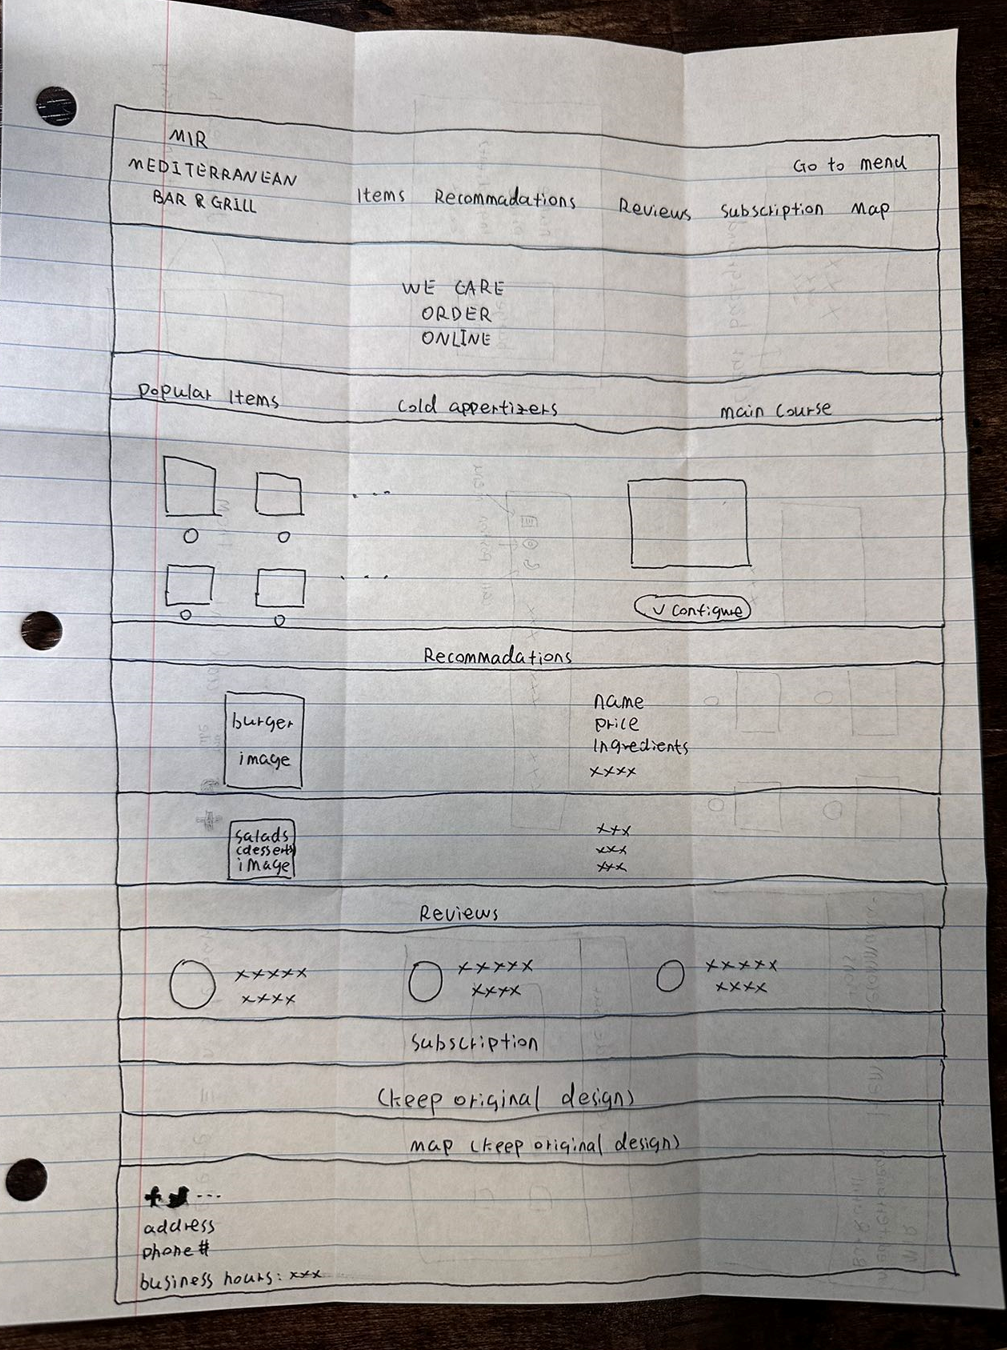 MIR
MEDITERRANEAN
BAR & GRILL
Go to menu
Items Recommadations Reviews Subscription Map
WE CARE
ORDER
ONLINE
Popular Items
Cold appertizers
Main Course
v Configure
Recommadations
burger
image
name
price
Ingredients
xxxx
salads
(desserts)
image
xxx
xxx
xxx
Reviews
xxxxx
xxxx
xxxxx
xxxx
xxxxx
xxxx
Subscription
(keep original design)
map (keep original design)
address
phone #
business hours: xxx